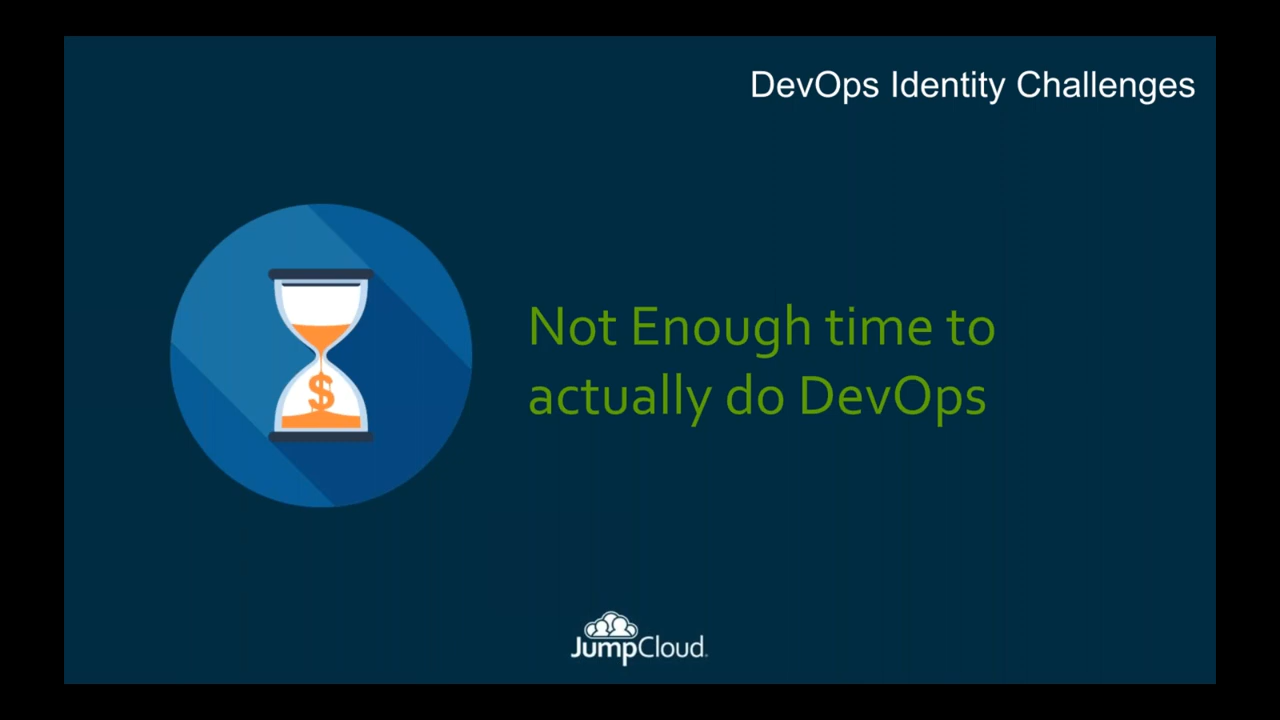 DevOps Identity Challenges
$
Not Enough time to
actually do DevOps
JumpCloud